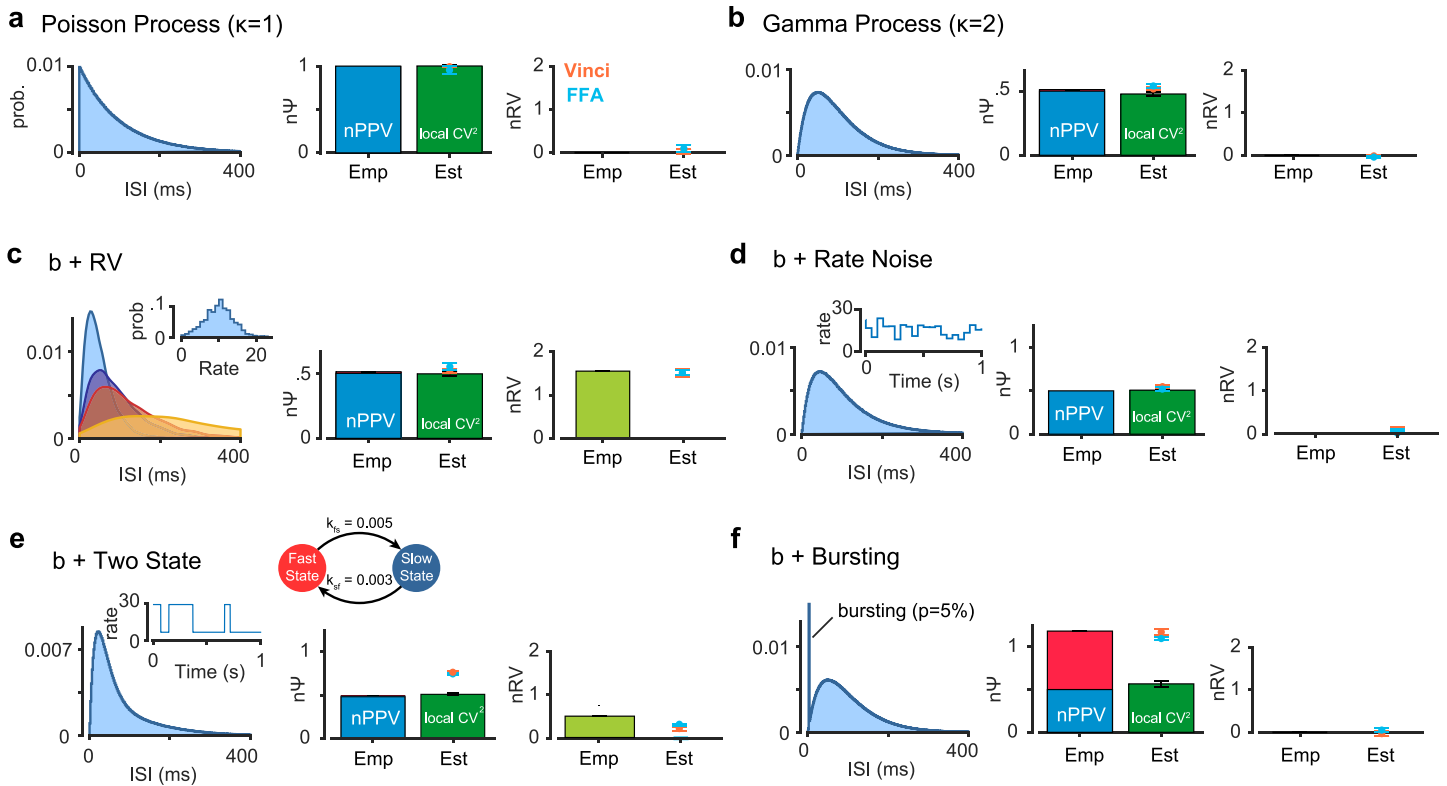 a Poisson Process (κ=1)
0.01
prob.
0
0 400
ISI (ms)
1
nΨ
0
nPPV
local CV²
Emp Est
2
nRV
0
Vinci
FFA
Emp Est
b Gamma Process (κ=2)
0.01
0
0 200 400
ISI (ms)
.5
nΨ
0
nPPV
local CV²
Emp Est
2
nRV
0
Emp Est
c b + RV
.1
prob
0
0 20
Rate
0.01
0
0 200 400
ISI (ms)
.5
nΨ
0
nPPV
local CV²
Emp Est
2
nRV
0
Emp Est
d b + Rate Noise
30
rate
0
0 1
Time (s)
0.01
0
0 200 400
ISI (ms)
1
nΨ
0
nPPV
local CV²
Emp Est
2
nRV
0
Emp Est
e b + Two State
kfs = 0.005
Fast State
Slow State
ksf = 0.003
30
rate
0
0 1
Time (s)
0.007
0
0 200 400
ISI (ms)
1
nΨ
0
nPPV
local CV²
Emp Est
2
nRV
0
Emp Est
f b + Bursting
bursting (p=5%)
0.01
0
0 200 400
ISI (ms)
1
nΨ
0
nPPV
local CV²
Emp Est
2
nRV
0
Emp Est